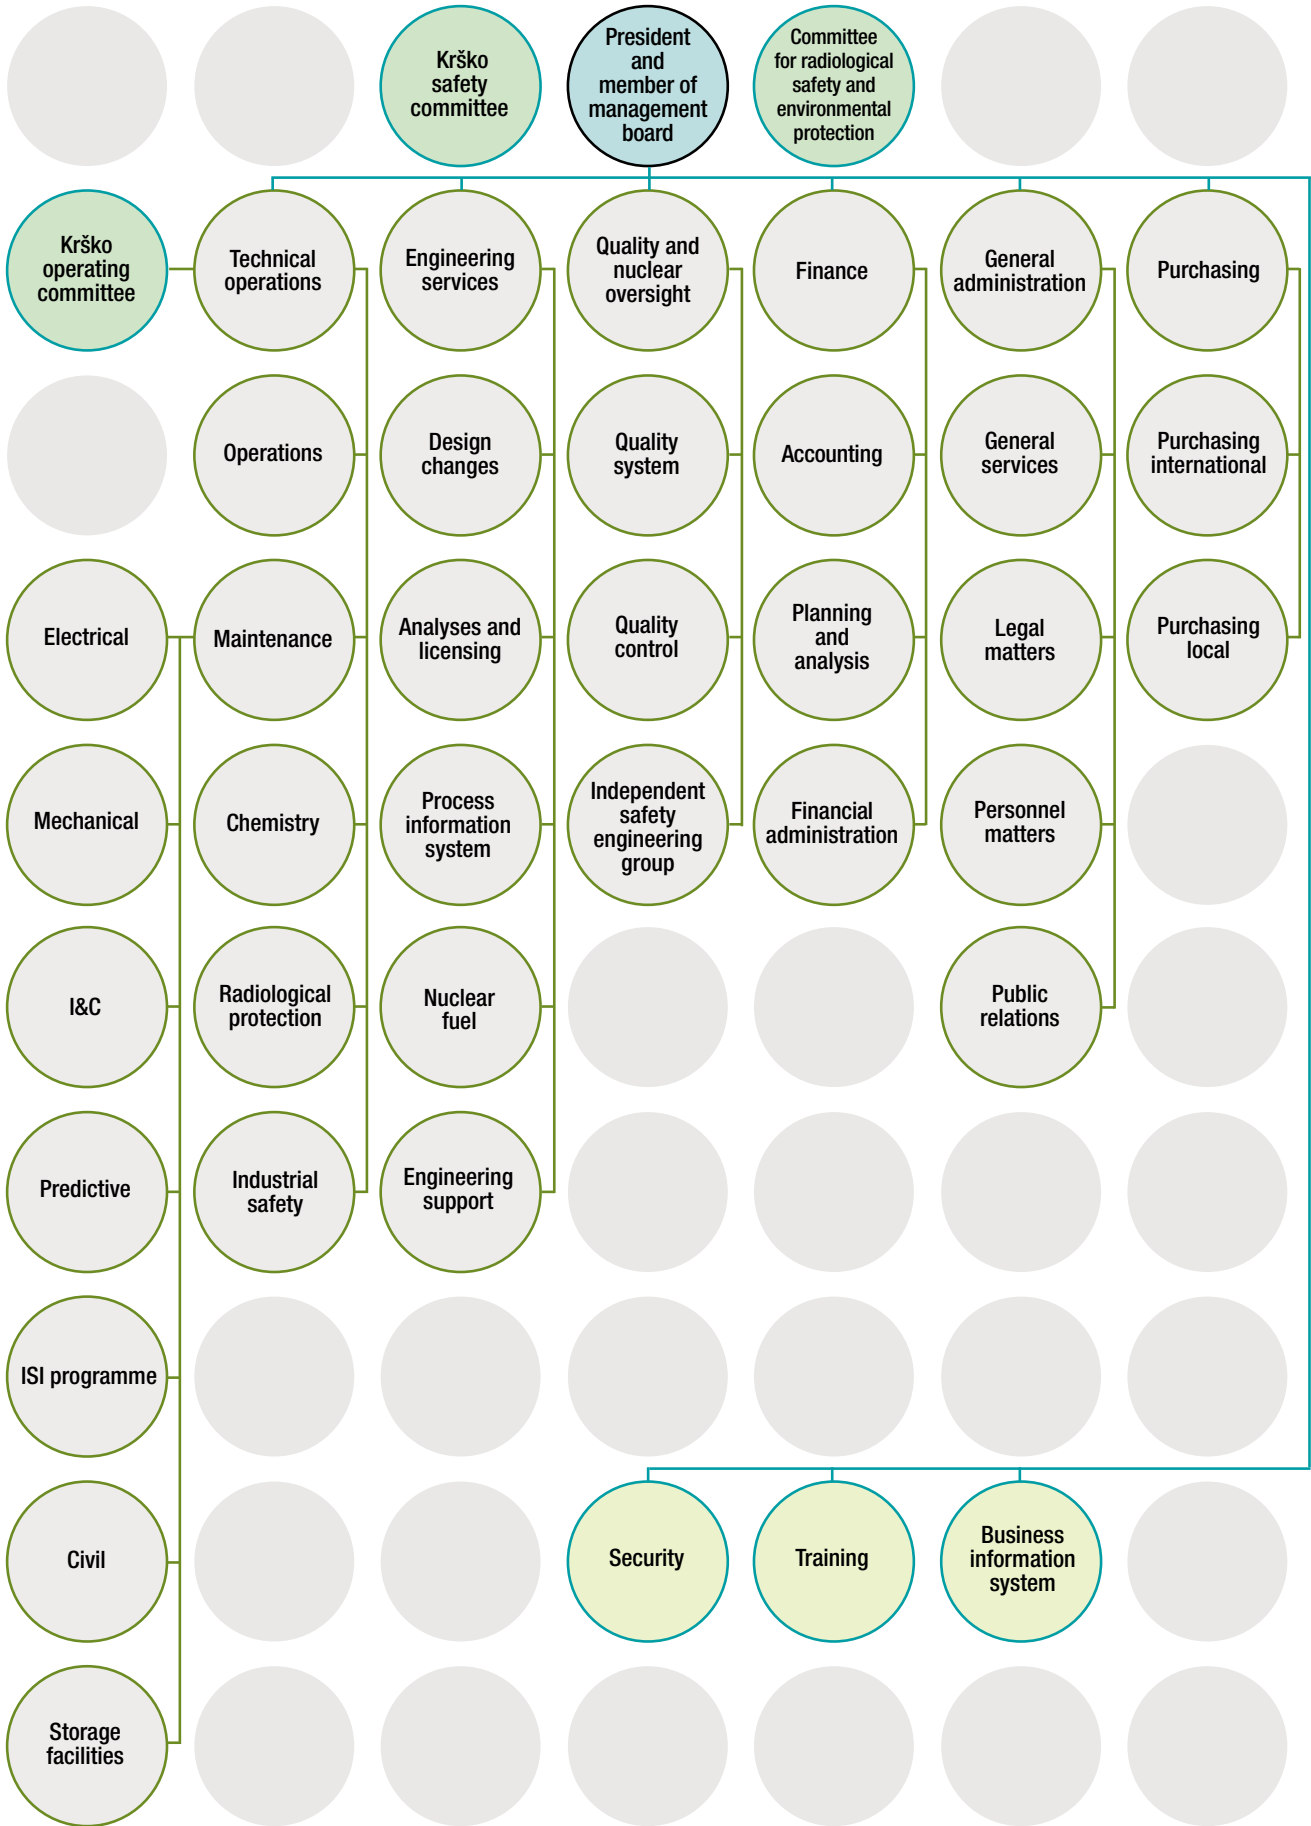 Krško
safety
committee
President
and
member of
management
board
Committee
for radiological
safety and
environmental
protection
Krško
operating
committee
Technical
operations
Engineering
services
Quality and
nuclear
oversight
Finance
General
administration
Purchasing
Operations
Design
changes
Quality
system
Accounting
General
services
Purchasing
international
Electrical
Maintenance
Analyses and
licensing
Quality
control
Planning
and
analysis
Legal
matters
Purchasing
local
Mechanical
Chemistry
Process
information
system
Independent
safety
engineering
group
Financial
administration
Personnel
matters
I&C
Radiological
protection
Nuclear
fuel
Public
relations
Predictive
Industrial
safety
Engineering
support
ISI programme
Civil
Security
Training
Business
information
system
Storage
facilities